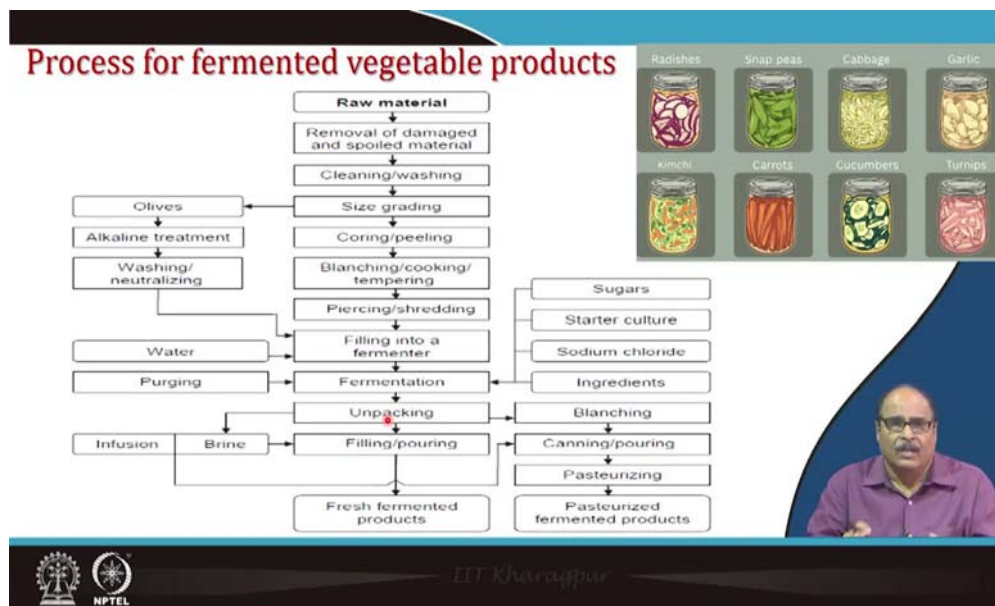 Process for fermented vegetable products
Radishes
Snap peas
Cabbage
Garlic
Kimchi
Carrots
Cucumbers
Turnips
Raw material
Removal of damaged
and spoiled material
Cleaning/washing
Olives
Size grading
Alkaline treatment
Coring/peeling
Washing/
neutralizing
Blanching/cooking/
tempering
Sugars
Piercing/shredding
Starter culture
Water
Filling into a
fermenter
Sodium chloride
Purging
Fermentation
Ingredients
Unpacking
Blanching
Infusion
Brine
Filling/pouring
Canning/pouring
Pasteurizing
Fresh fermented
products
Pasteurized
fermented products
NPTEL
IIT Kharagpur